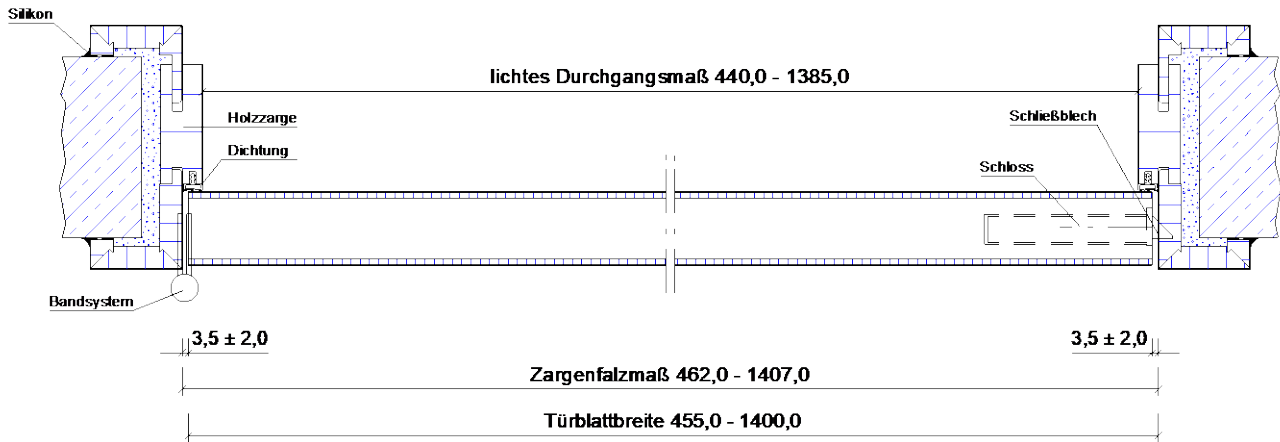 Silikon
lichtes Durchgangsmaß 440,0 - 1385,0
Holzzarge
Schließblech
Dichtung
Schloss
Bandsystem
3,5 ± 2,0
3,5 ± 2,0
Zargenfalzmaß 462,0 - 1407,0
Türblattbreite 455,0 - 1400,0